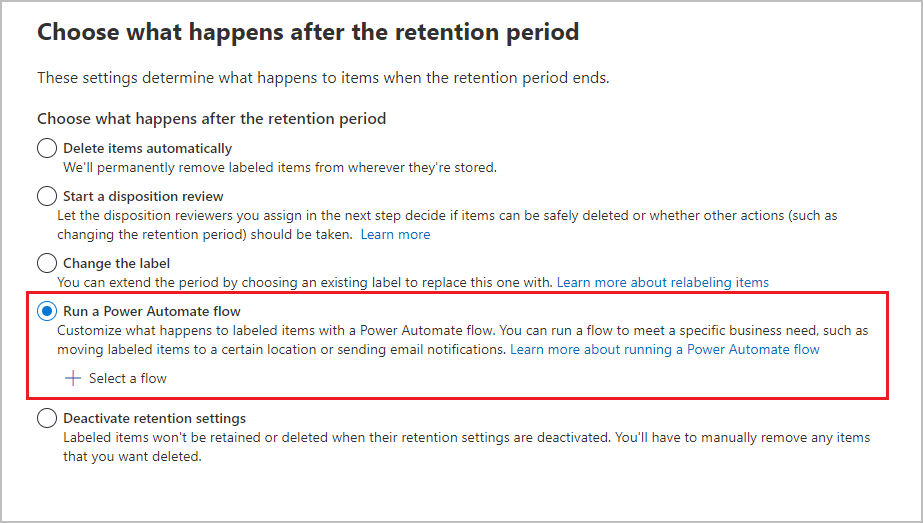 Choose what happens after the retention period
These settings determine what happens to items when the retention period ends.
Choose what happens after the retention period
Delete items automatically
We'll permanently remove labeled items from wherever they're stored.
Start a disposition review
Let the disposition reviewers you assign in the next step decide if items can be safely deleted or whether other actions (such as
changing the retention period) should be taken. Learn more
Change the label
You can extend the period by choosing an existing label to replace this one with. Learn more about relabeling items
Run a Power Automate flow
Customize what happens to labeled items with a Power Automate flow. You can run a flow to meet a specific business need, such as
moving labeled items to a certain location or sending email notifications. Learn more about running a Power Automate flow
Select a flow
Deactivate retention settings
Labeled items won't be retained or deleted when their retention settings are deactivated. You'll have to manually remove any items
that you want deleted.